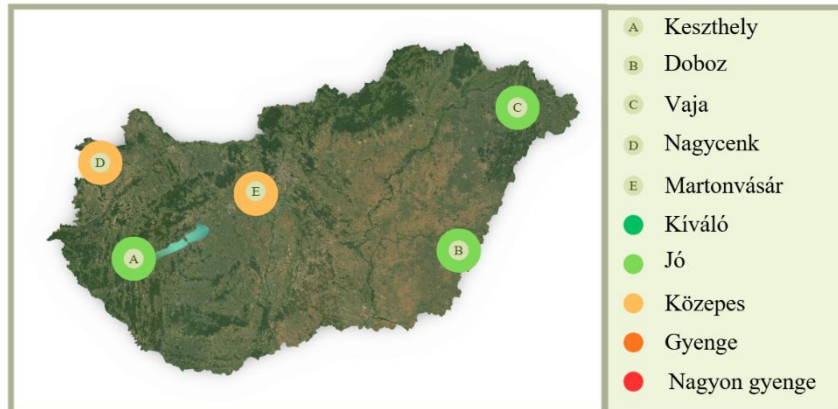 D
E
C
A
B
A Keszthely
B Doboz
C Vaja
D Nagycenk
E Martonvásár
Kíváló
Jó
Közepes
Gyenge
Nagyon gyenge